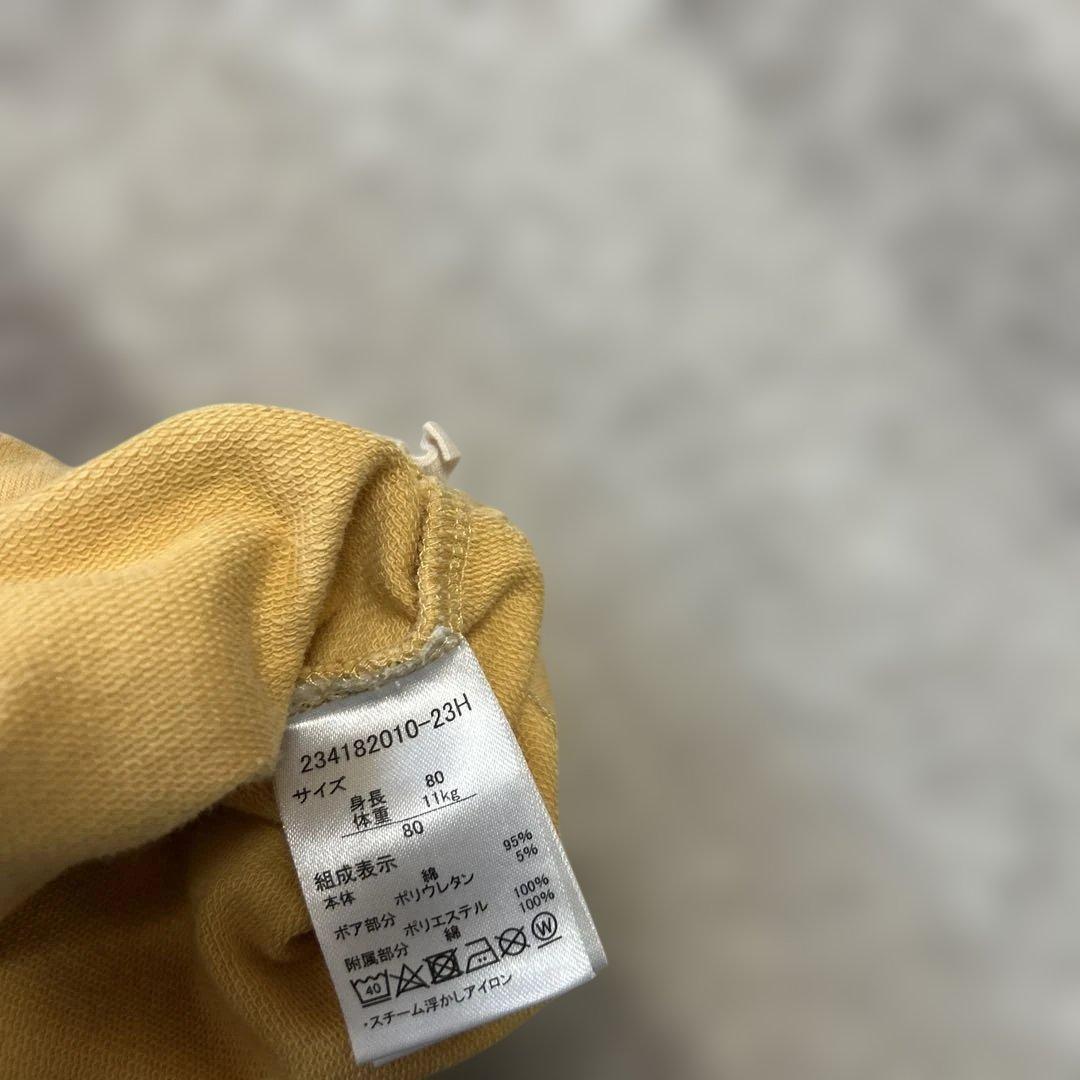 234182010-23H
サイズ
身長 80
体重 11kg
80
組成表示
本体 綿 95%
ポリウレタン 5%
ボア部分 ポリエステル 100%
附属部分 綿 100%
40 W
・スチーム浮かしアイロン